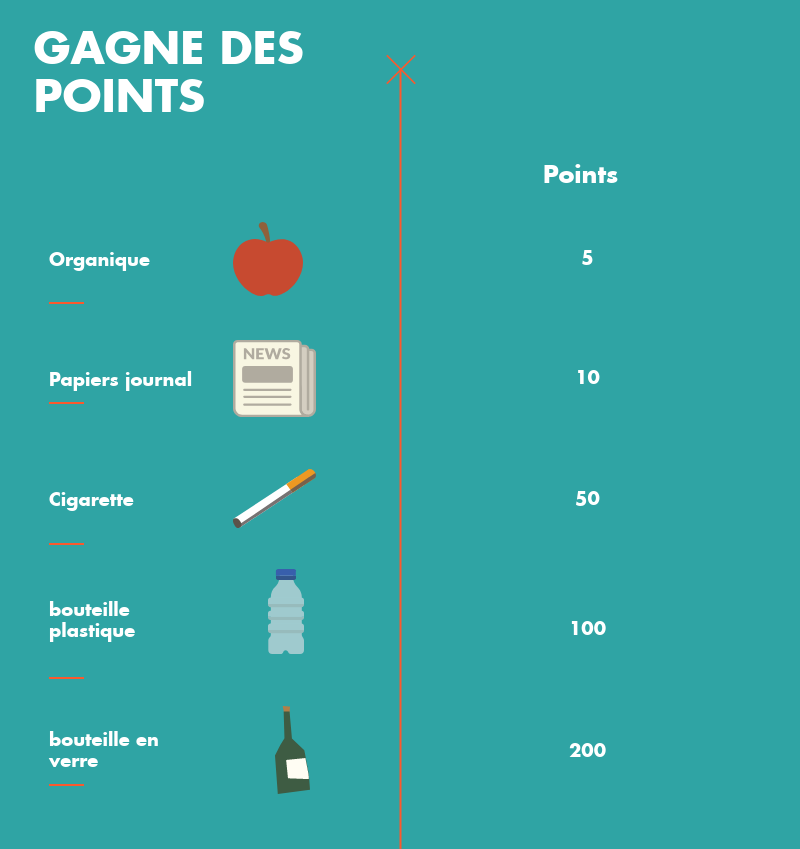 GAGNE DES
POINTS
Points
Organique
5
NEWS
Papiers journal
10
Cigarette
50
bouteille
plastique
100
bouteille en
verre
200